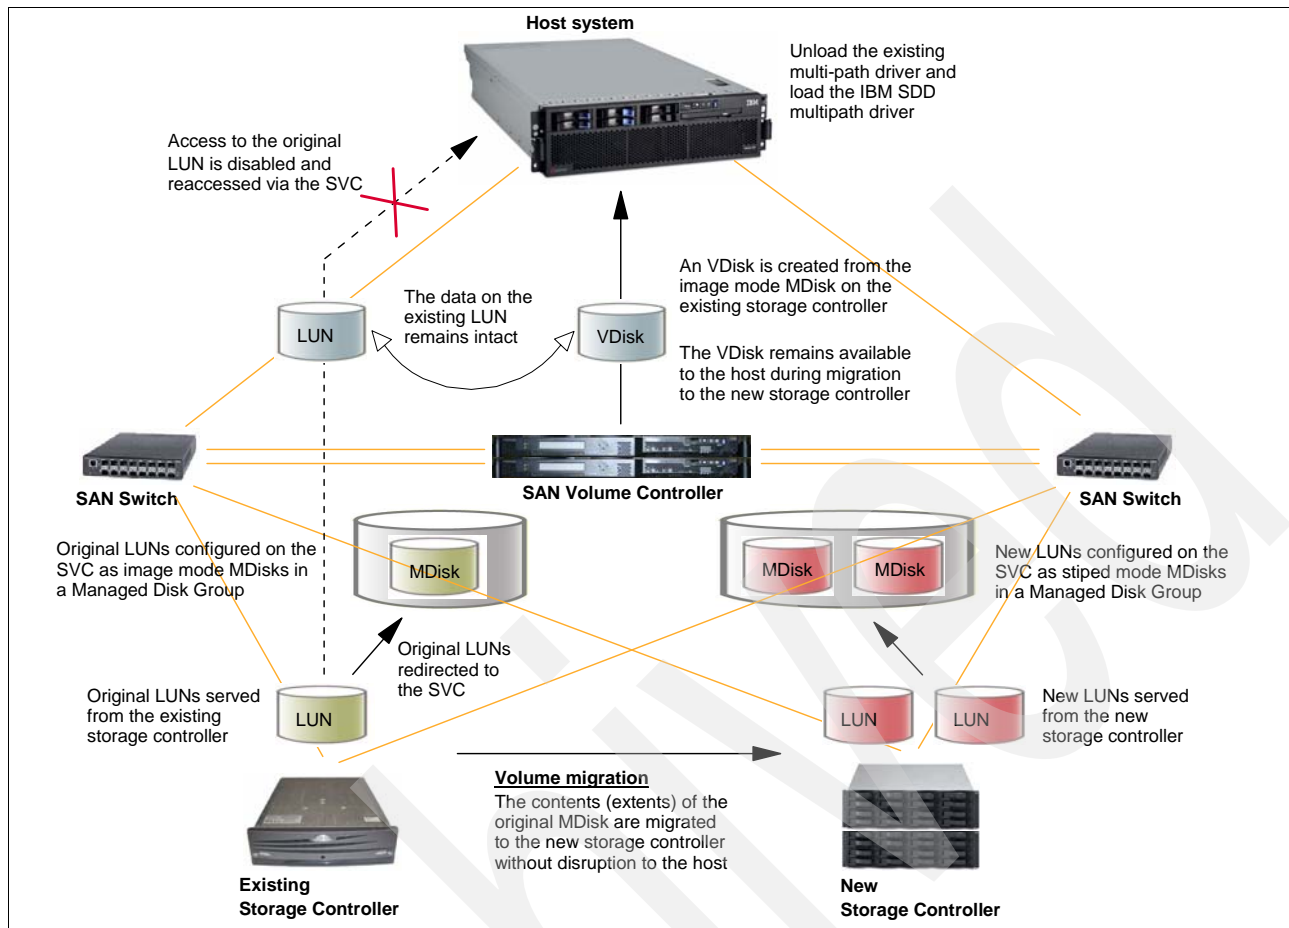 Host system
Unload the existing
multi-path driver and
load the IBM SDD
multipath driver
Access to the original
LUN is disabled and
reaccessed via the SVC
An VDisk is created from the
image mode MDisk on the
existing storage controller
The data on the
existing LUN
remains intact
LUN
VDisk
The VDisk remains available
to the host during migration
to the new storage controller
SAN Switch
SAN Volume Controller
SAN Switch
Original LUNs configured on the
SVC as image mode MDisks in
a Managed Disk Group
MDisk
MDisk
MDisk
New LUNs configured on the
SVC as stiped mode MDisks
in a Managed Disk Group
Original LUNs
redirected to
the SVC
Original LUNs served
from the existing
storage controller
LUN
LUN
LUN
New LUNs served
from the new
storage controller
Volume migration
The contents (extents) of the
original MDisk are migrated
to the new storage controller
without disruption to the host
Existing
Storage Controller
New
Storage Controller